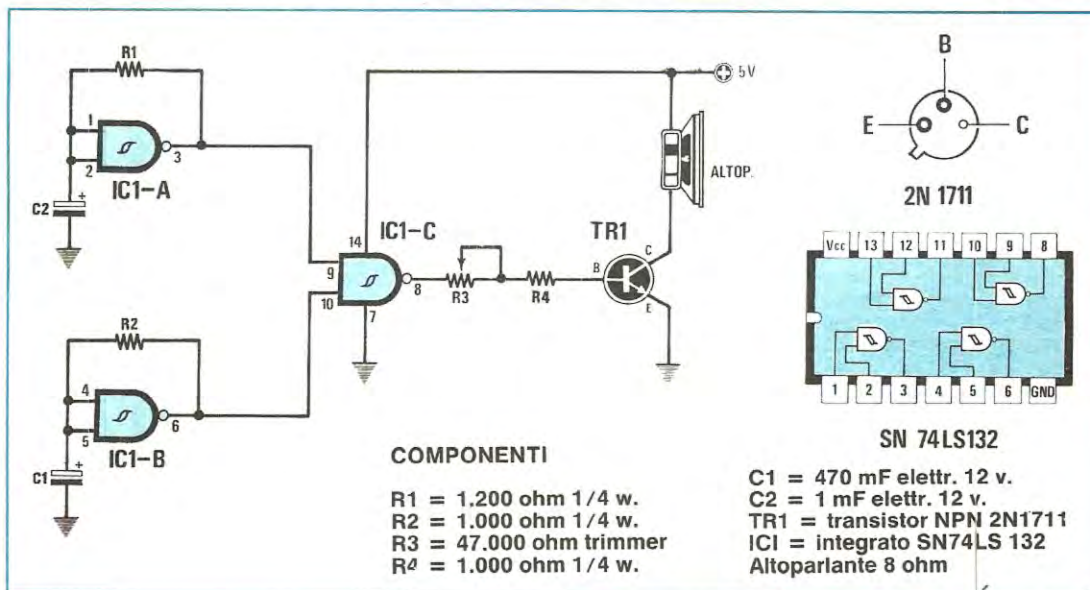 R1
1
2
3
IC1-A
C2
+
R2
4
5
6
IC1-B
C1
+
IC1-C
14
9
10
8
7
R3
R4
TR1
B
C
E
5V
ALTOP.
B
E
C
2N 1711
Vcc 13 12 11 10 9 8
1 2 3 4 5 6 GND
SN 74LS132
COMPONENTI
R1 = 1.200 ohm 1/4 w.
R2 = 1.000 ohm 1/4 w.
R3 = 47.000 ohm trimmer
R4 = 1.000 ohm 1/4 w.
C1 = 470 mF elettr. 12 v.
C2 = 1 mF elettr. 12 v.
TR1 = transistor NPN 2N1711
ICI = integrato SN74LS 132
Altoparlante 8 ohm